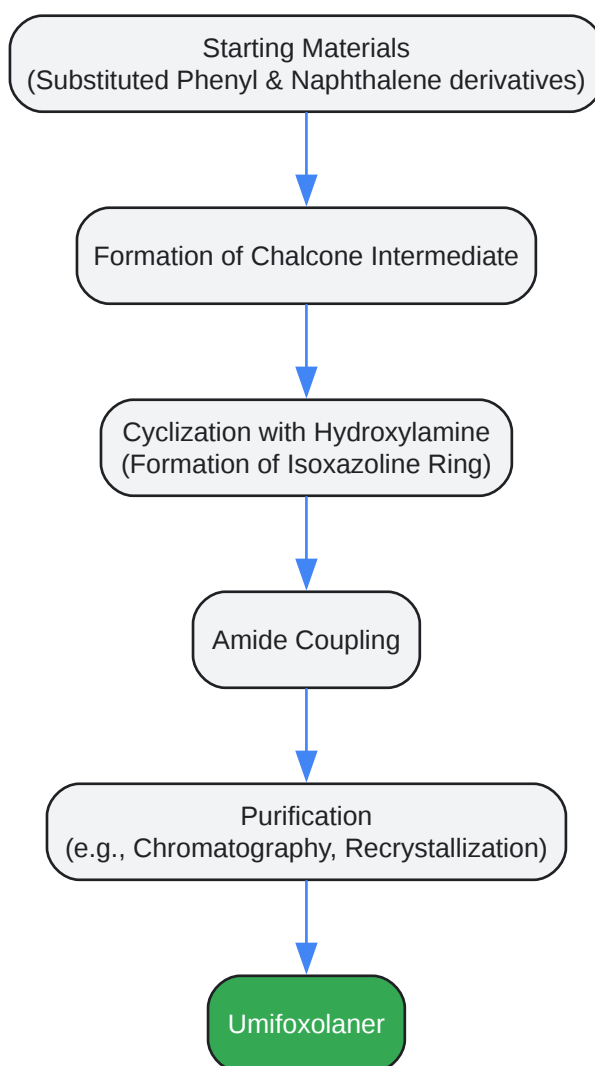 Starting Materials
(Substituted Phenyl & Naphthalene derivatives)
Formation of Chalcone Intermediate
Cyclization with Hydroxylamine
(Formation of Isoxazoline Ring)
Amide Coupling
Purification
(e.g., Chromatography, Recrystallization)
Umifoxolaner